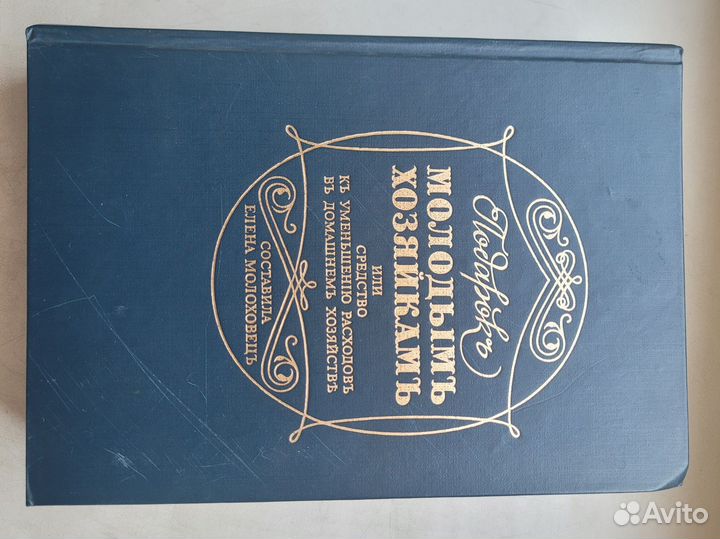 Подарокъ
МОЛОДЫМЪ
ХОЗЯЙКАМЪ
ИЛИ
СРЕДСТВО
КЪ УМЕНЬШЕНІЮ РАСХОДОВЪ
ВЪ ДОМАШНЕМЪ ХОЗЯЙСТВѢ
СОСТАВИЛА
ЕЛЕНА МОЛОХОВЕЦЪ
Avito